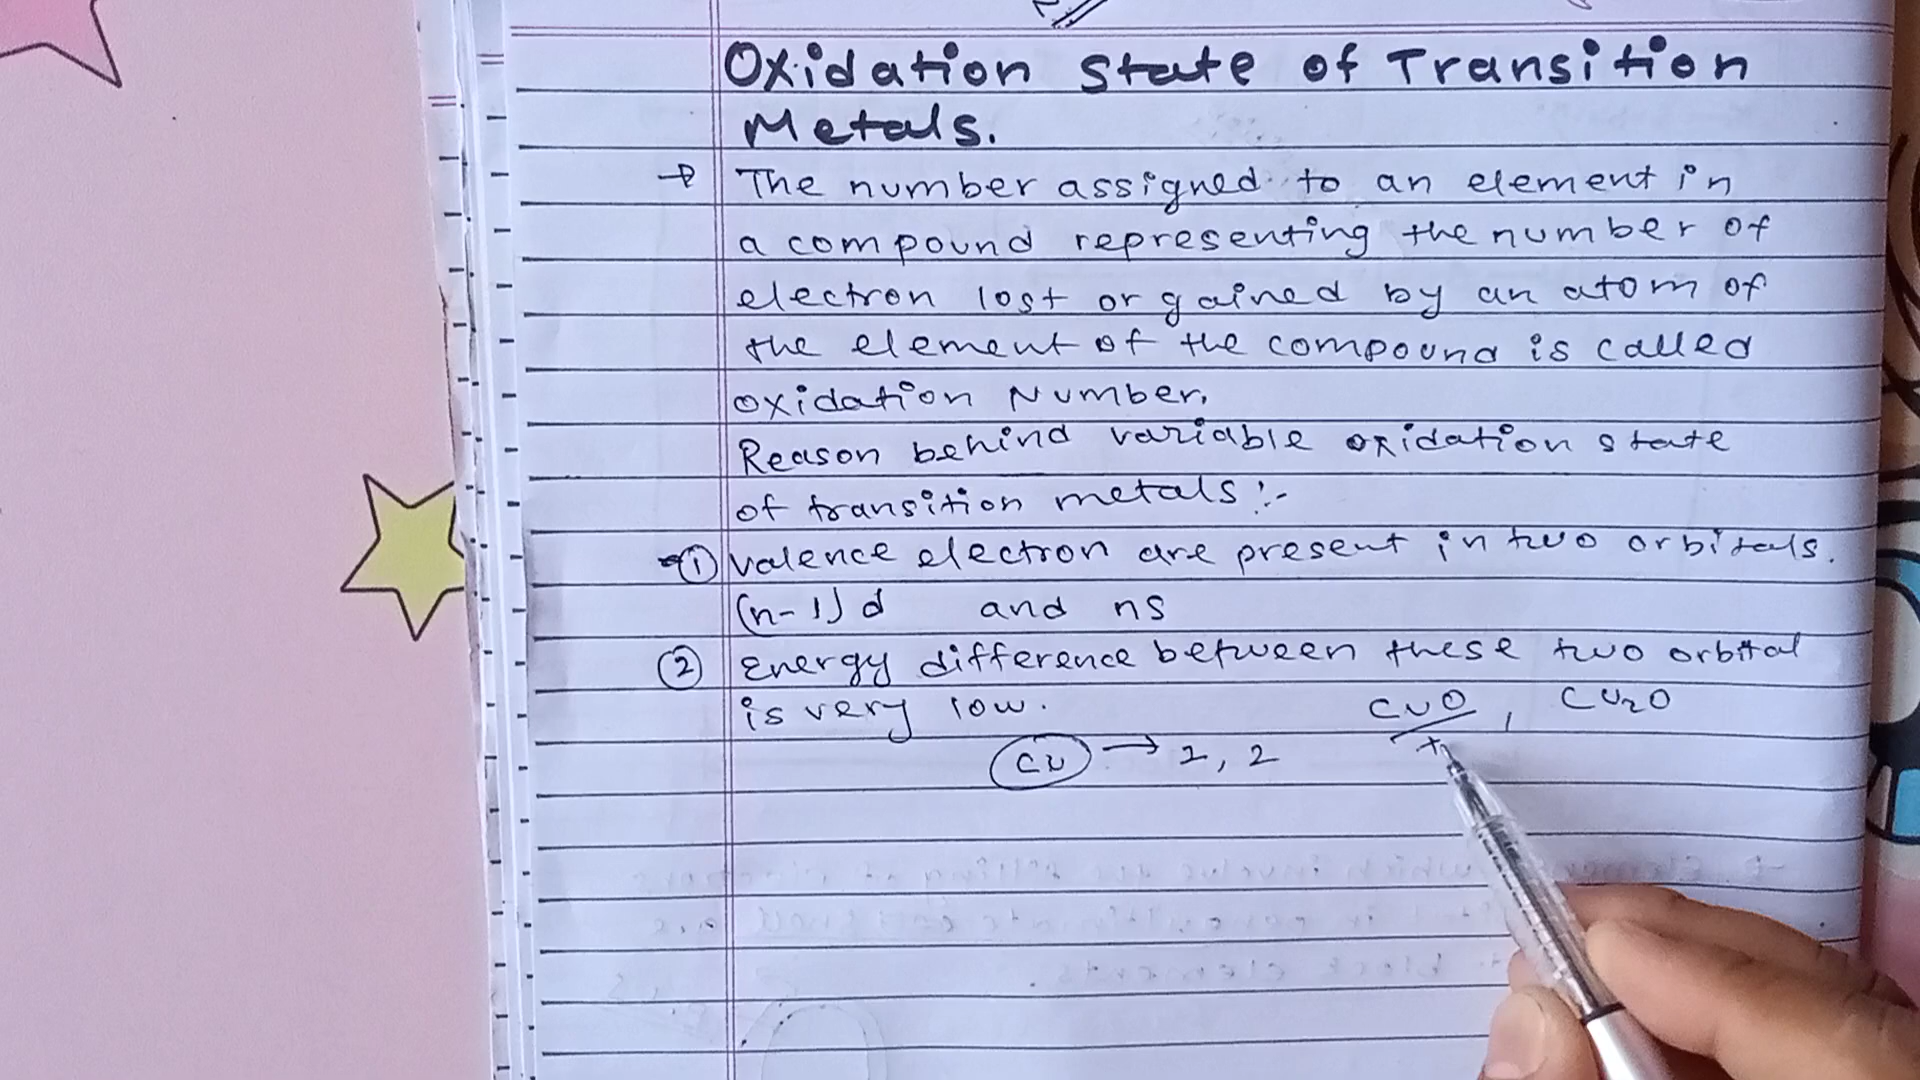 Oxidation state of Transition
Metals.
→ The number assigned to an element in
a compound representing the number of
electron lost or gained by an atom of
the element of the compound is called
oxidation Number.
Reason behind variable oxidation state
of transition metals :-
① valence electron are present in two orbitals.
(n-1) d and ns
② Energy difference between these two orbital
is very low. CuO , Cu2O
Cu → 1, 2 +